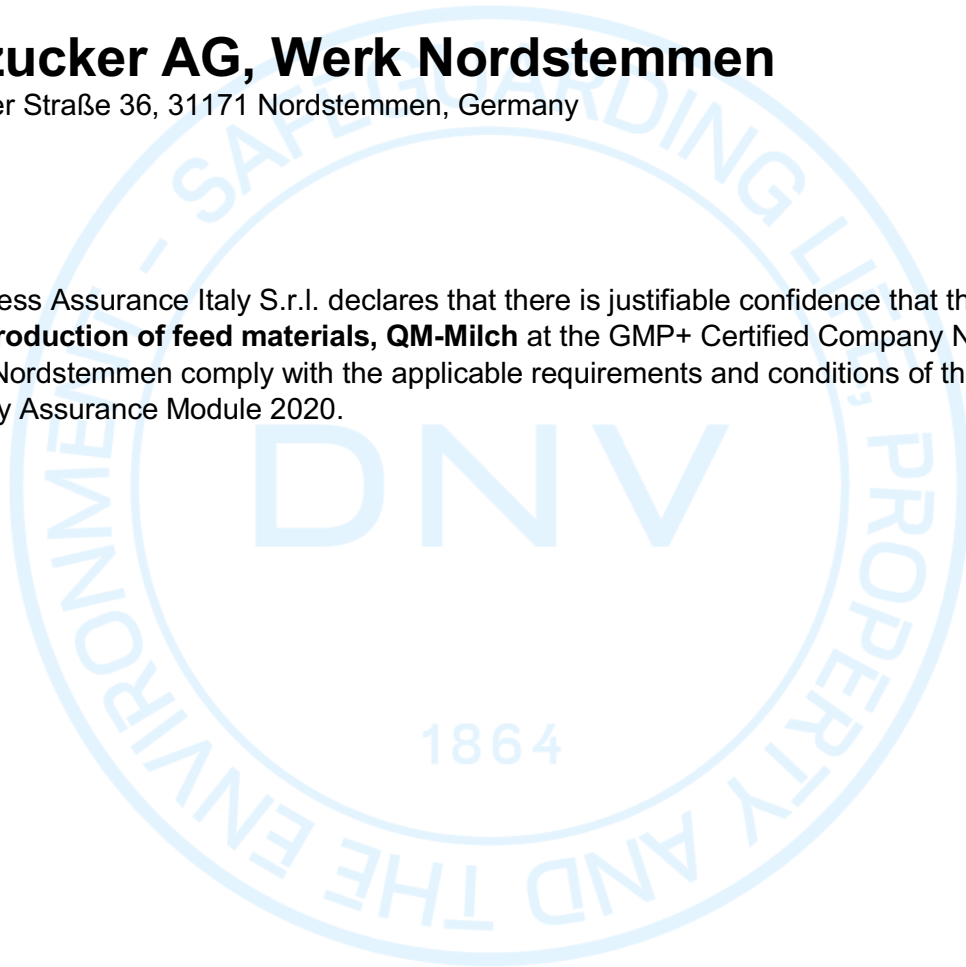 zucker AG, Werk Nordstemmen
er Straße 36, 31171 Nordstemmen, Germany
ess Assurance Italy S.r.l. declares that there is justifiable confidence that th
roduction of feed materials, QM-Milch at the GMP+ Certified Company N
Nordstemmen comply with the applicable requirements and conditions of th
y Assurance Module 2020.
SAFEGUARDING LIFE, PROPERTY AND THE ENVIRONMENT -
DNV
1864